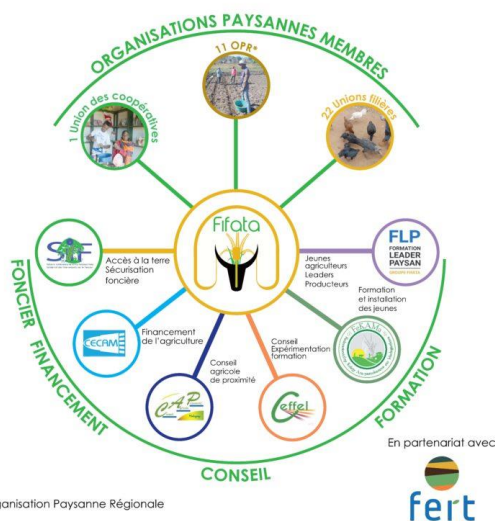 ORGANISATIONS PAYSANNES MEMBRES
1 Union des coopératives
11 OPR*
22 Unions filières
Fifata
SiF
Accès à la terre
Sécurisation
foncière
Jeunes
agriculteurs
Leaders
Producteurs
FLP
FORMATION
LEADER
PAYSAN
Formation
et installation
des jeunes
CECAM
Financement
de l'agriculture
Conseil
agricole
de proximité
CAP
Conseil
Expérimentation
formation
Ceffel
FEKAMA
FONCIER
FINANCEMENT
CONSEIL
FORMATION
En partenariat avec
fert
ganisation Paysanne Régionale